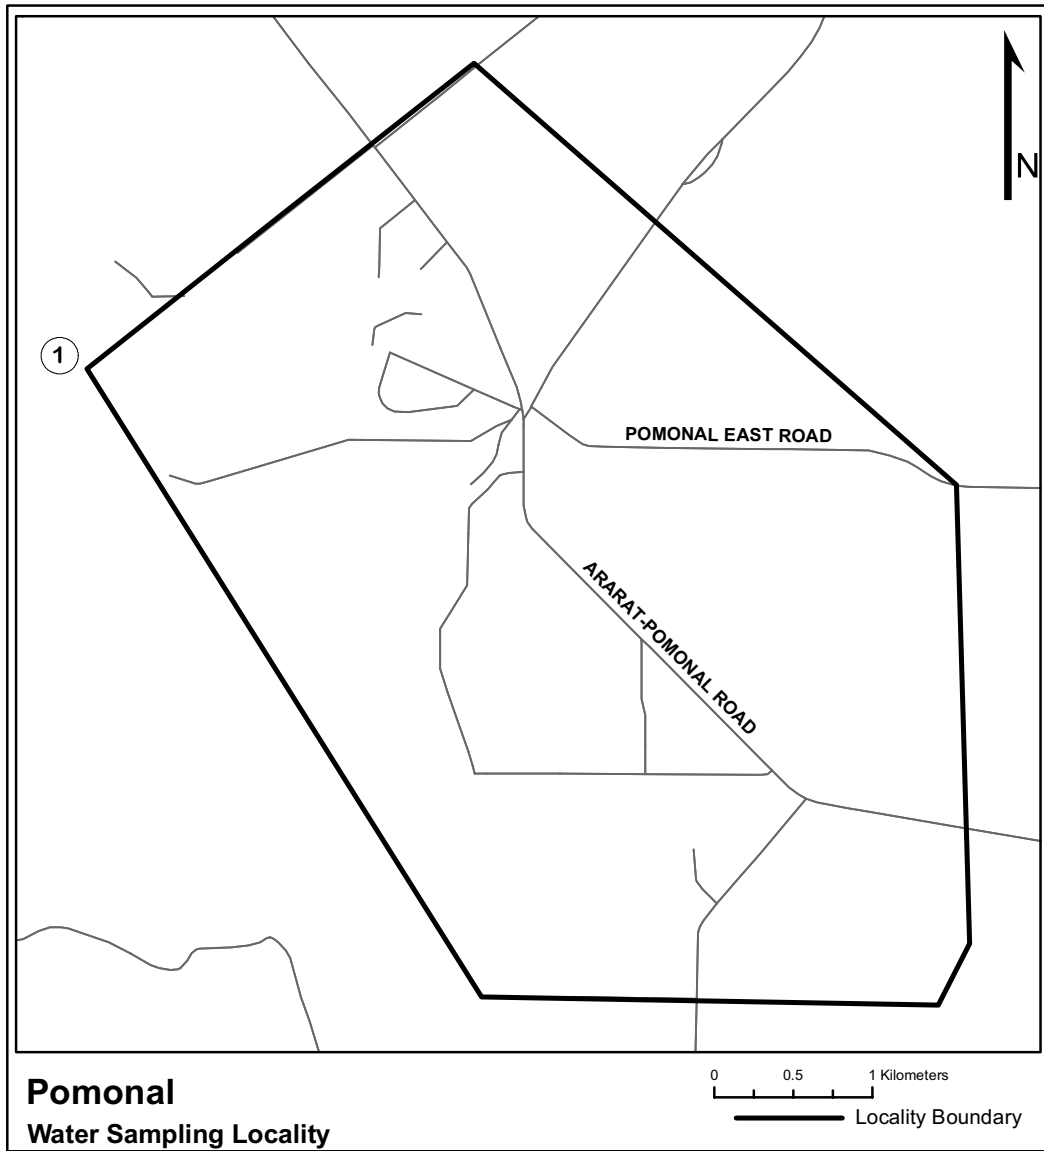 N
1
POMONAL EAST ROAD
ARARAT-POMONAL ROAD
Pomonal
Water Sampling Locality
0 0.5 1 Kilometers
Locality Boundary